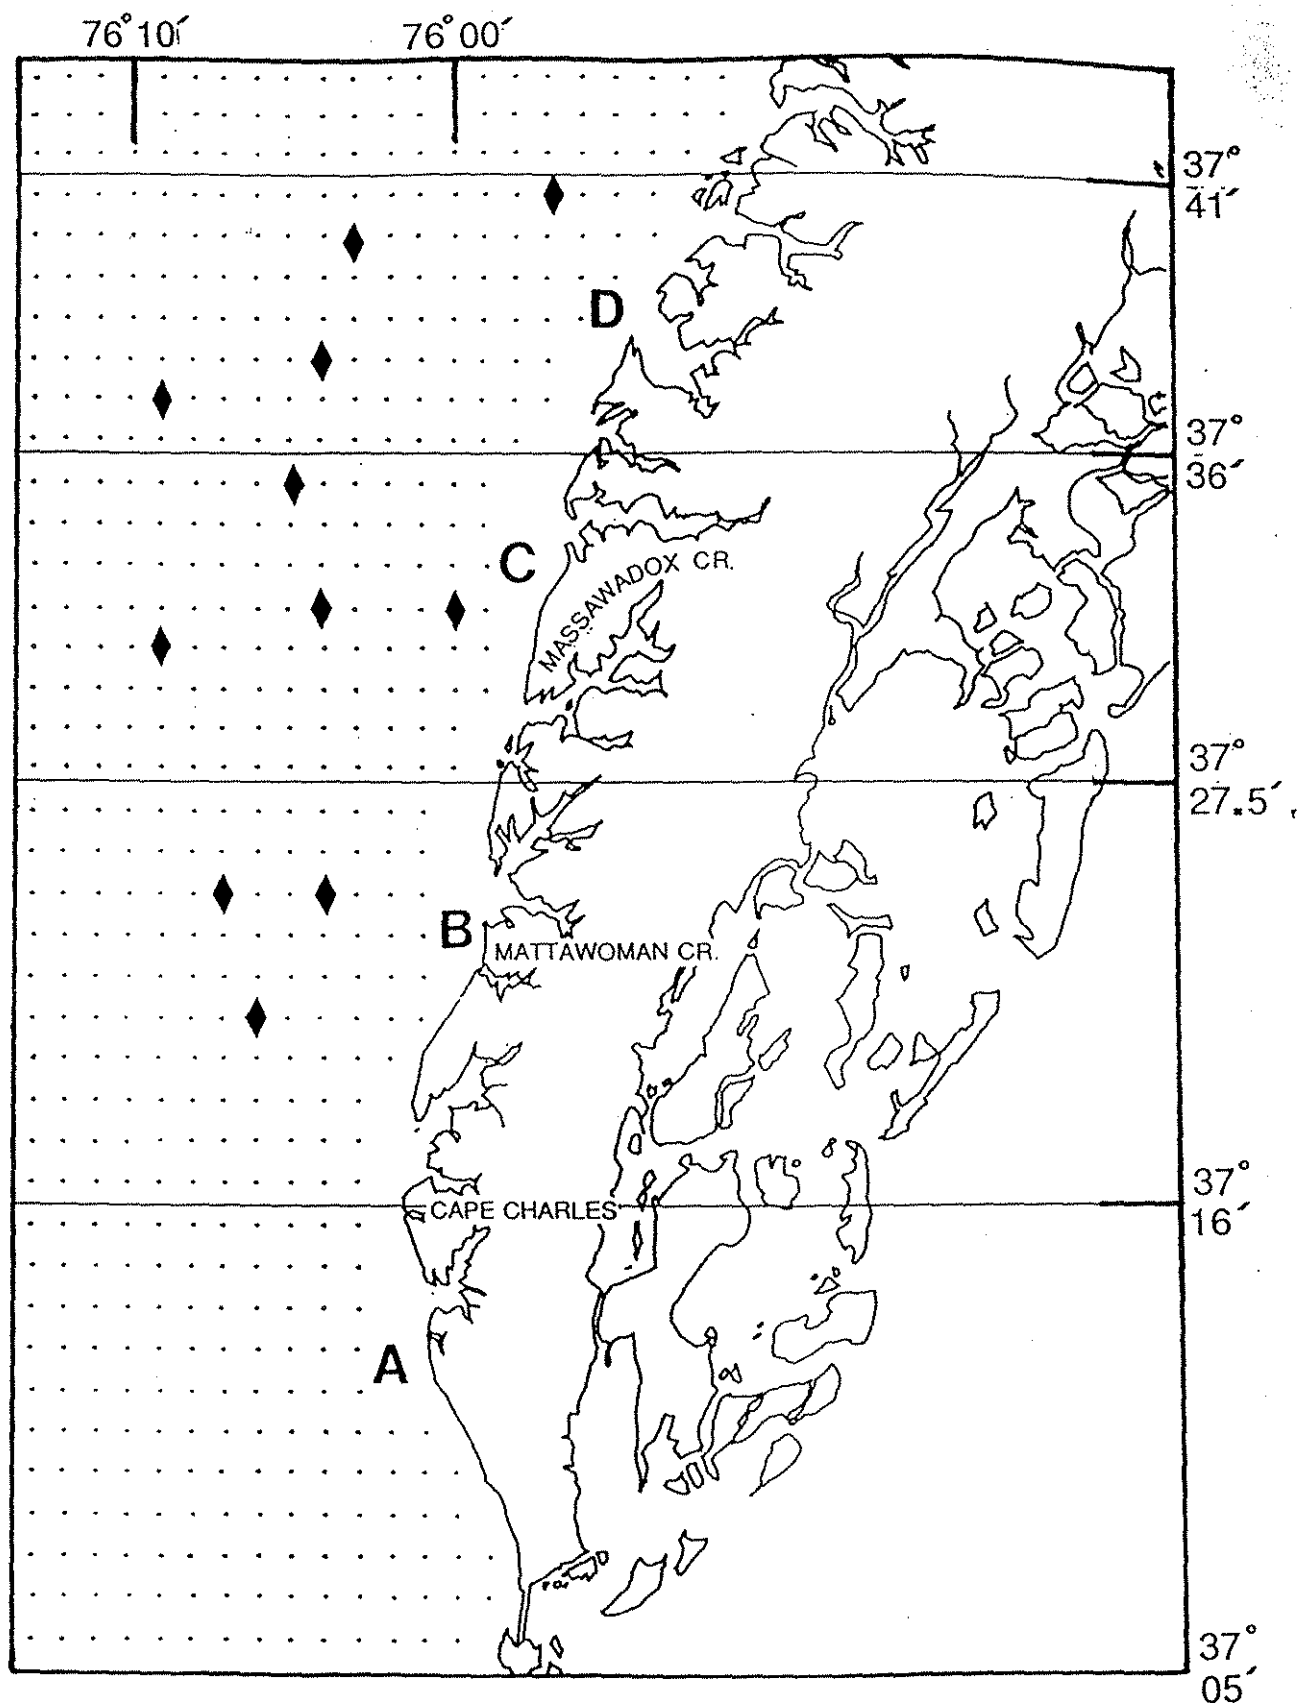 76°10′
76°00′
37°
41′
D
37°
36′
C
MASSAWADOX CR.
37°
27.5′
B
MATTAWOMAN CR.
37°
16′
CAPE CHARLES
A
37°
05′